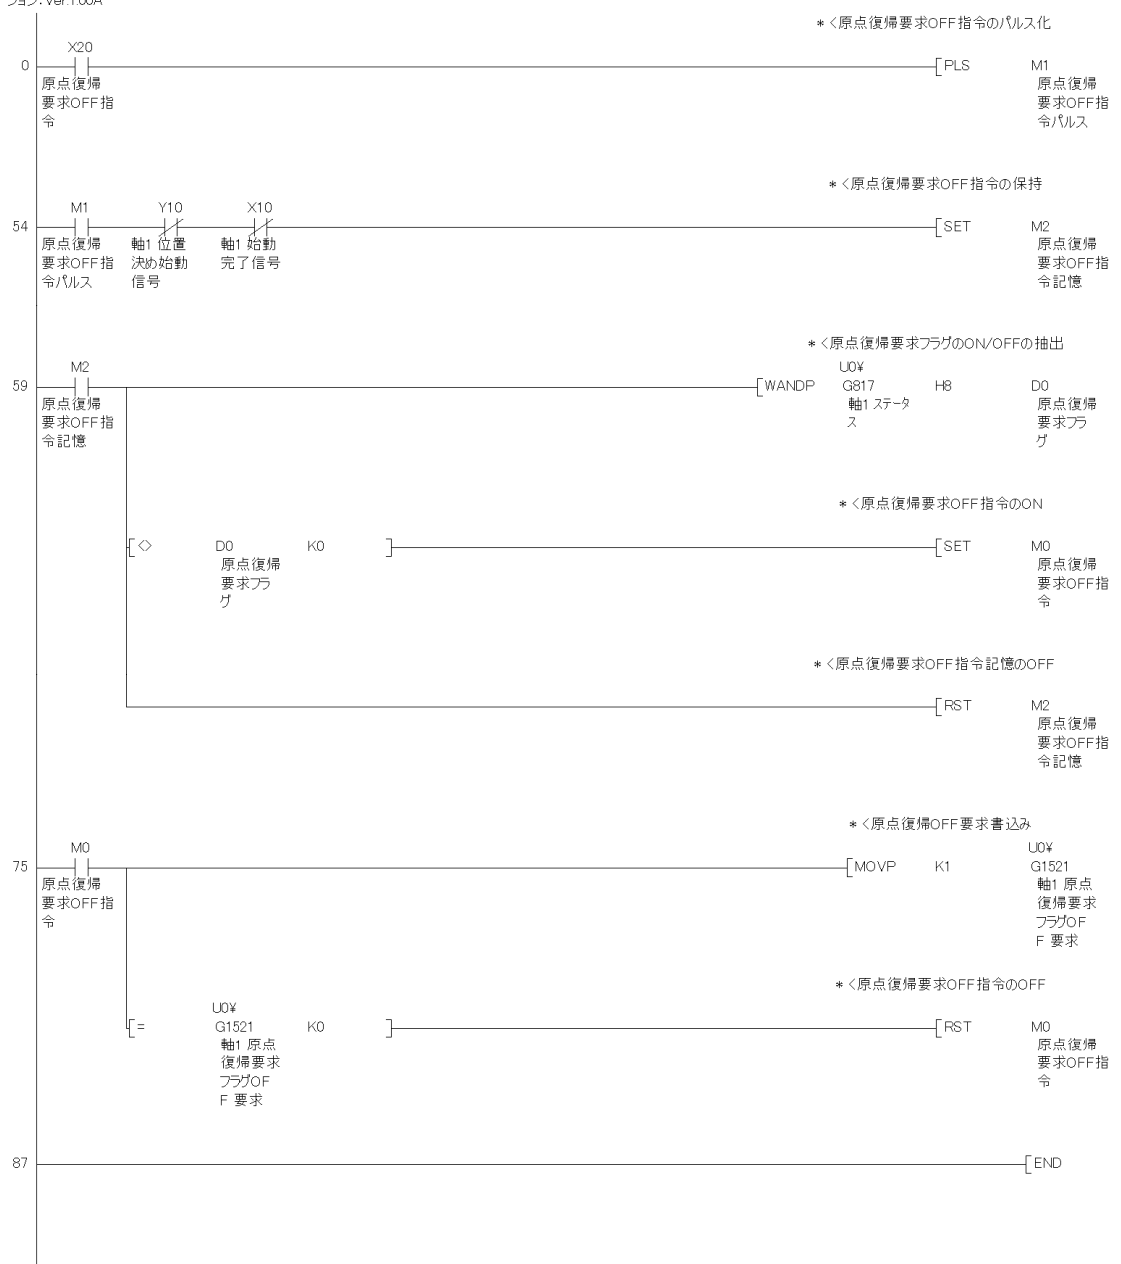 ション: Ver.1.00A
*<原点復帰要求OFF指令のパルス化
X20
0
[PLS M1
原点復帰
要求OFF指
令
原点復帰
要求OFF指
令パルス
*<原点復帰要求OFF指令の保持
M1 Y10 X10
54
[SET M2
原点復帰
要求OFF指
令パルス
軸1 位置
決め始動
信号
軸1 始動
完了信号
原点復帰
要求OFF指
令記憶
*<原点復帰要求フラグのON/OFFの抽出
M2
U0¥
59
[WANDP G817 H8 D0
原点復帰
要求OFF指
令記憶
軸1 ステータ
ス
原点復帰
要求フラ
グ
*<原点復帰要求OFF指令のON
[<> D0 K0 ]
[SET M0
原点復帰
要求フラ
グ
原点復帰
要求OFF指
令
*<原点復帰要求OFF指令記憶のOFF
[RST M2
原点復帰
要求OFF指
令記憶
*<原点復帰OFF要求書込み
M0
U0¥
75
[MOVP K1 G1521
原点復帰
要求OFF指
令
軸1 原点
復帰要求
フラグOF
F 要求
*<原点復帰要求OFF指令のOFF
U0¥
[= G1521 K0 ]
[RST M0
軸1 原点
復帰要求
フラグOF
F 要求
原点復帰
要求OFF指
令
87
[END